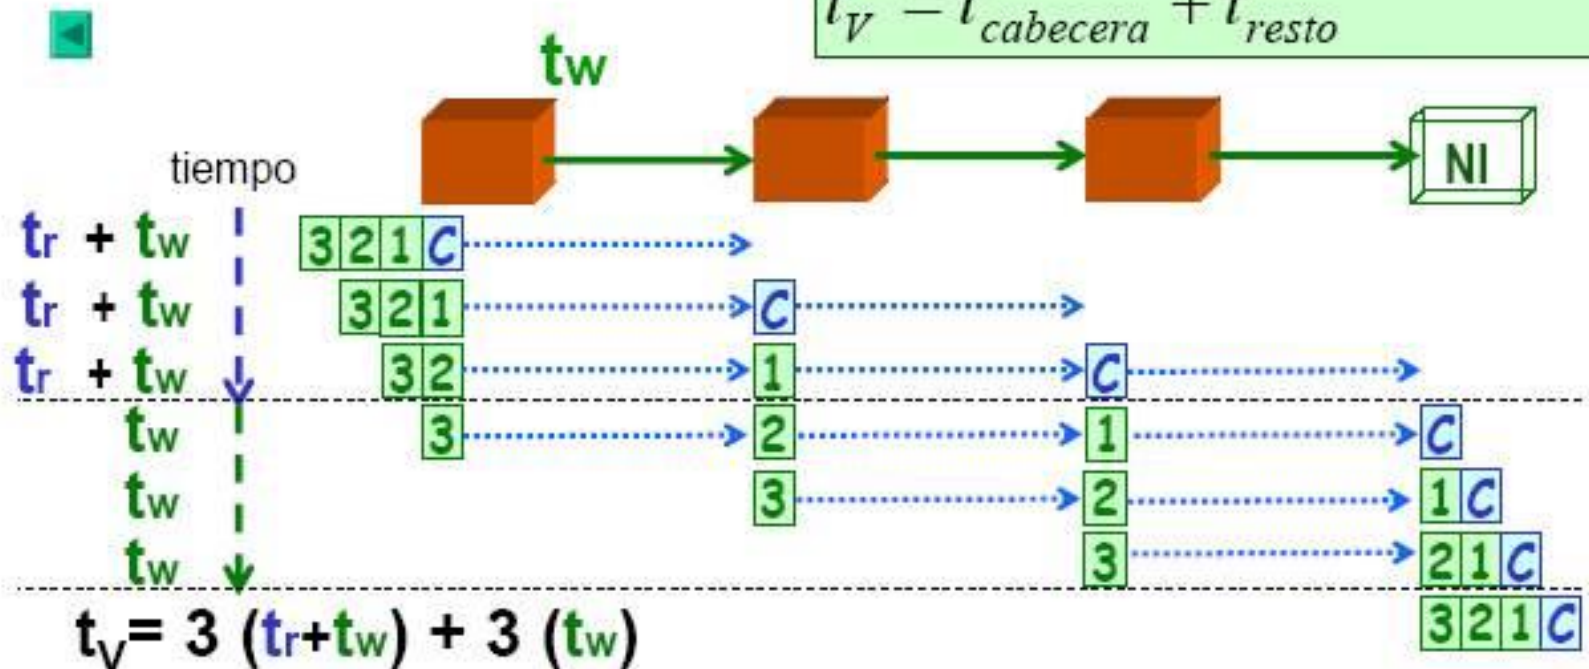 t_V = t_cabecera + t_resto
tw
NI
tiempo
tr + tw 3 2 1 C
tr + tw 3 2 1 C
tr + tw 3 2 1 C
tw 3 2 1 C
tw 3 2 1 C
tw 3 2 1 C
3 2 1 C
t_V= 3 (tr+tw) + 3 (tw)